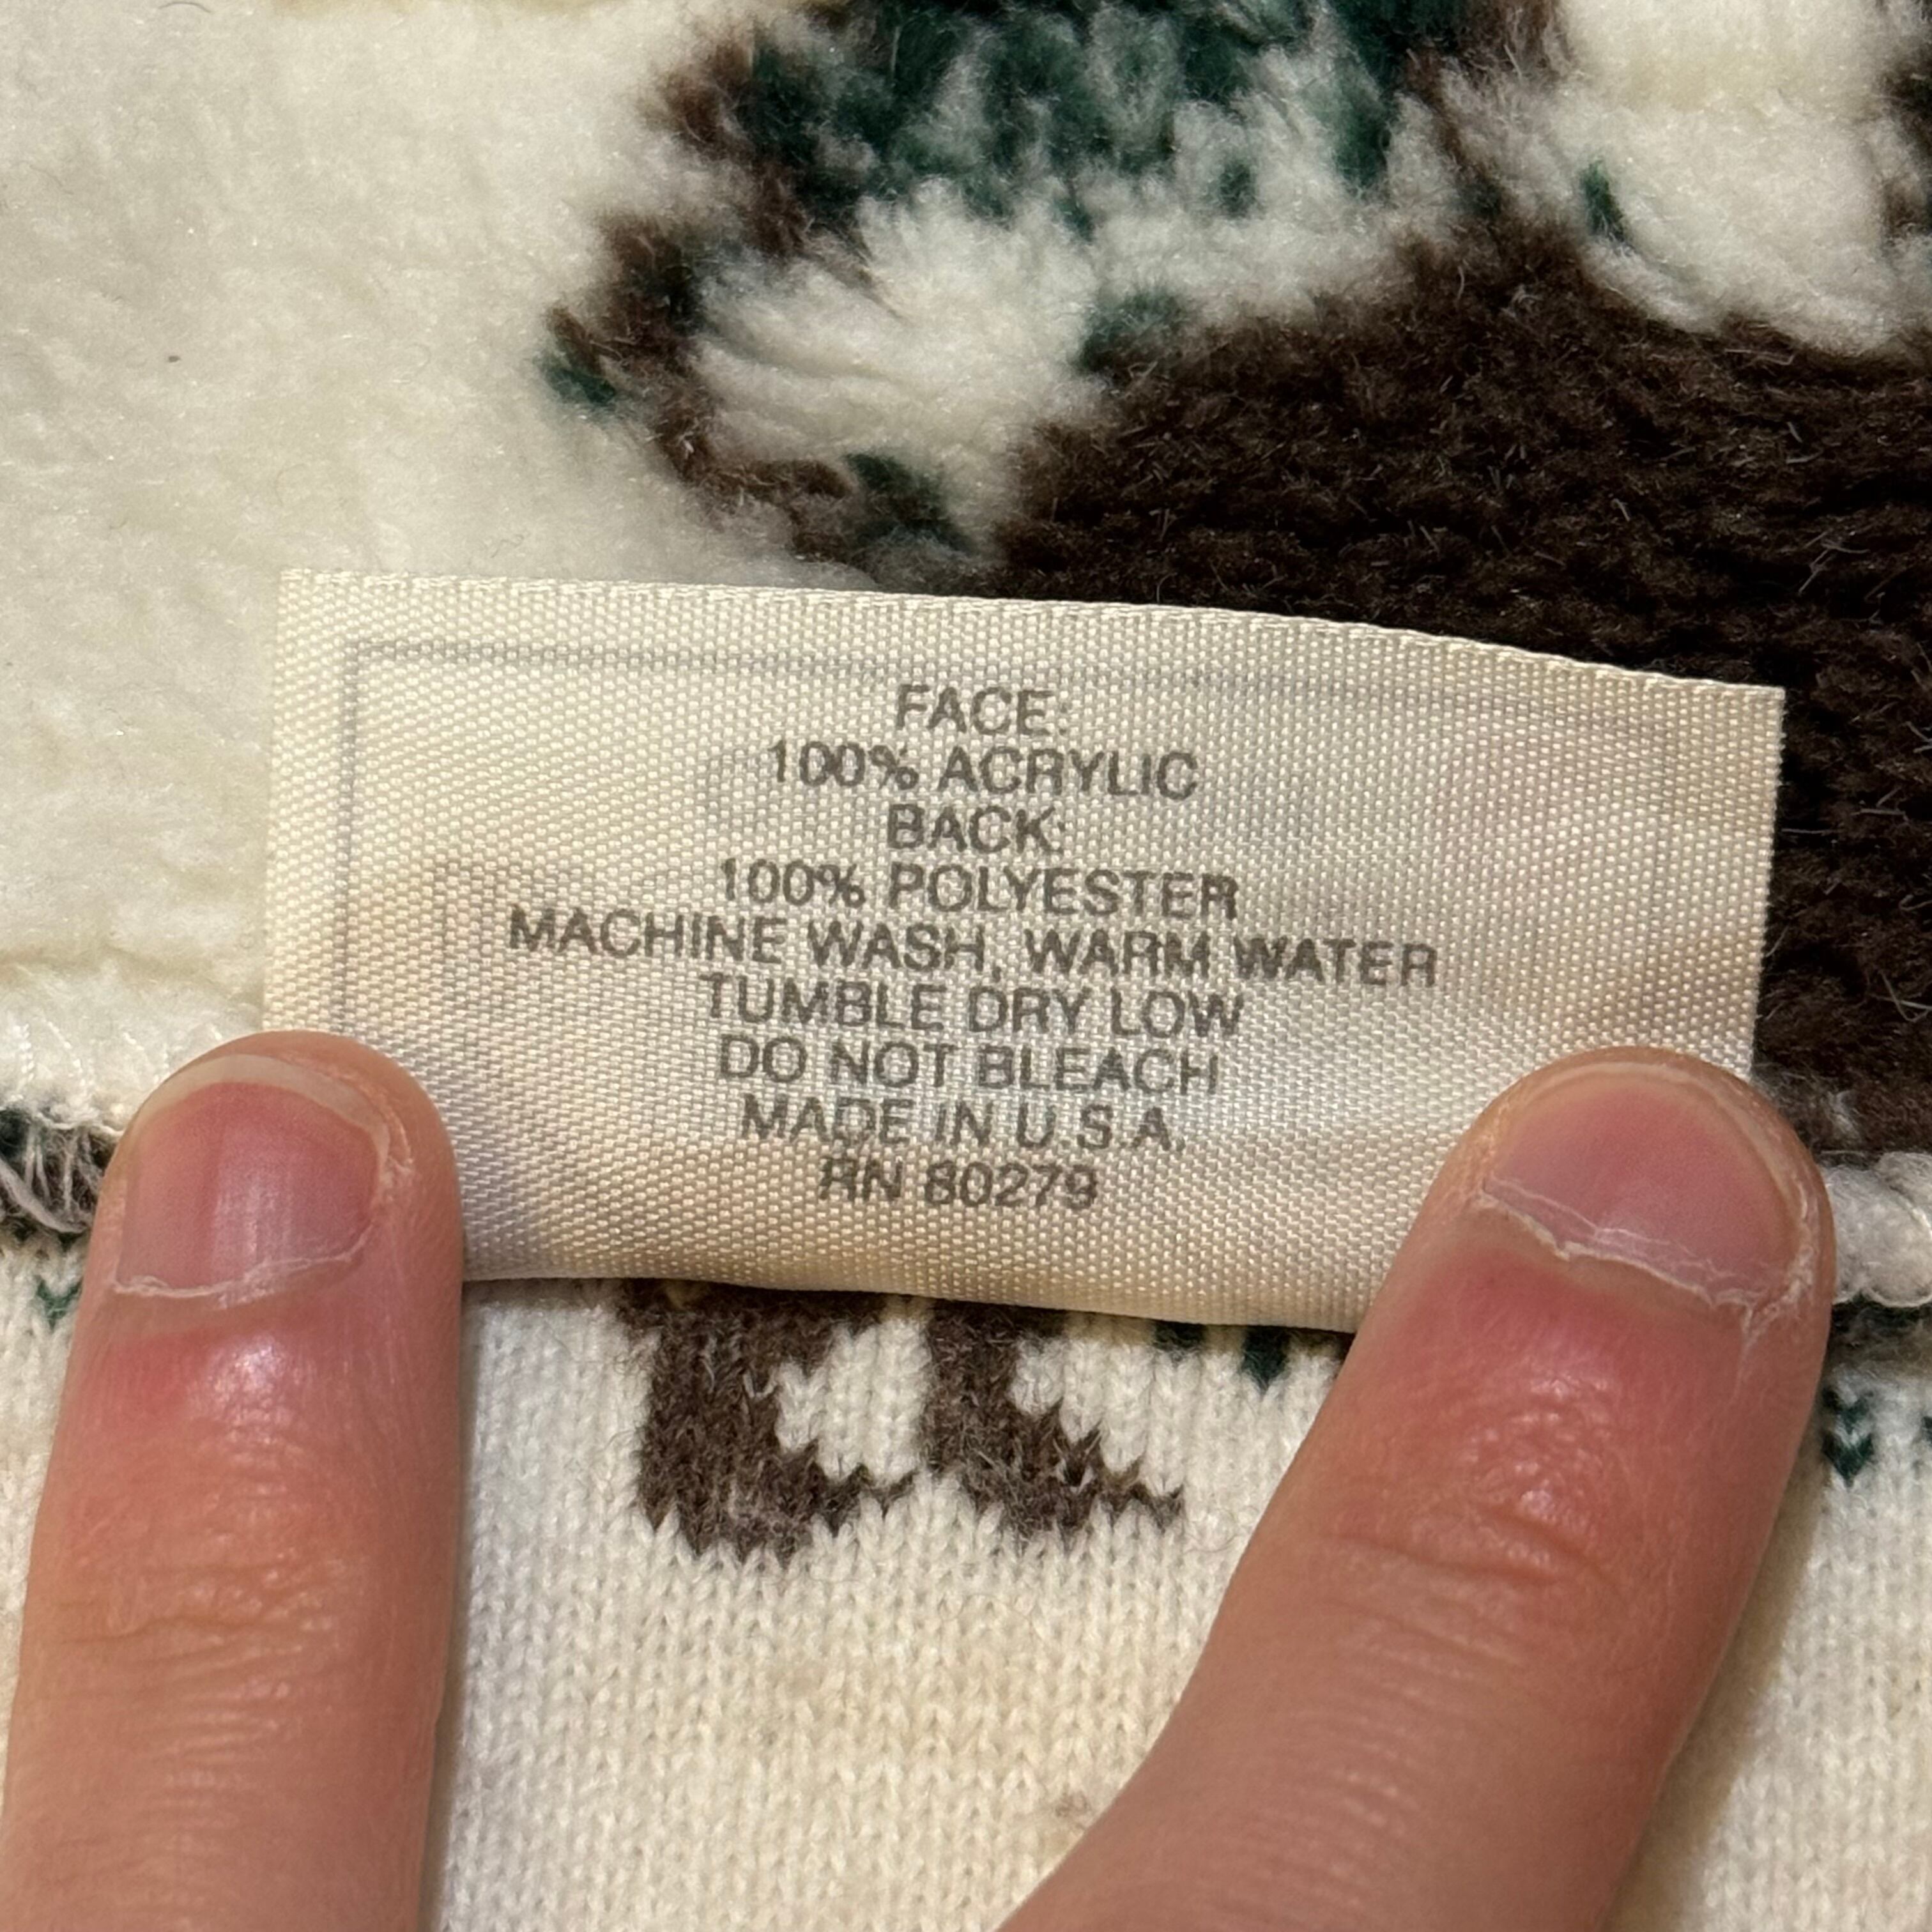 FACE:
100% ACRYLIC
BACK:
100% POLYESTER
MACHINE WASH, WARM WATER
TUMBLE DRY LOW
DO NOT BLEACH
MADE IN U.S.A.
RN 80279